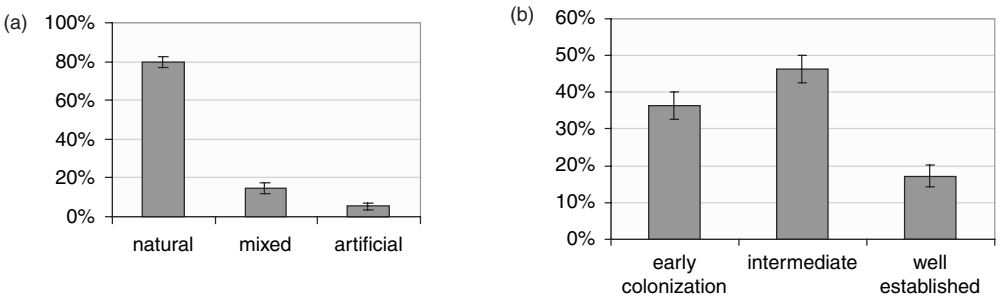 (a)
100%
80%
60%
40%
20%
0%
natural mixed artificial
(b)
60%
50%
40%
30%
20%
10%
0%
early colonization
intermediate
well established